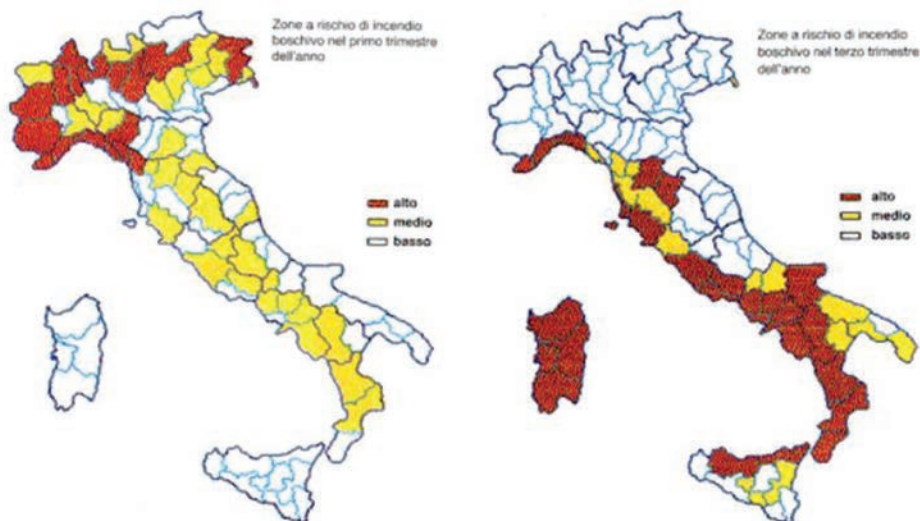 Zone a rischio di incendio
boschivo nel primo trimestre
dell'anno
alto
medio
basso
Zone a rischio di incendio
boschivo nel terzo trimestre
dell'anno
alto
medio
basso